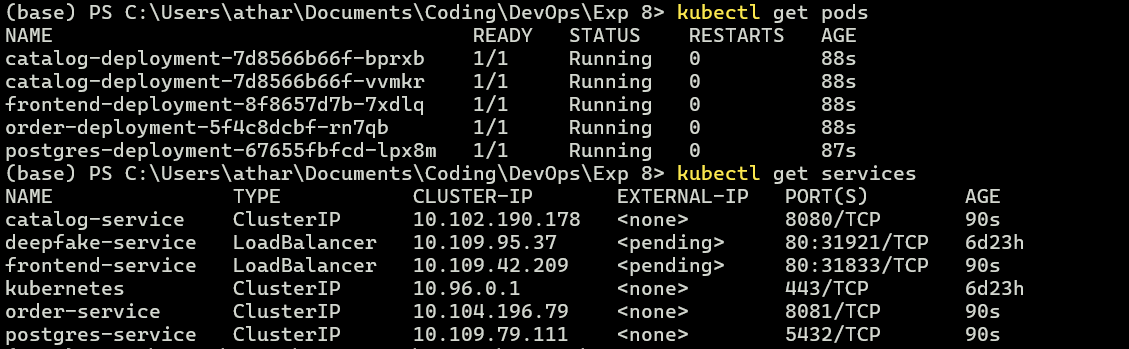 (base) PS C:\Users\athar\Documents\Coding\DevOps\Exp 8> kubectl get pods
NAME READY STATUS RESTARTS AGE
catalog-deployment-7d8566b66f-bprxb 1/1 Running 0 88s
catalog-deployment-7d8566b66f-vvmkr 1/1 Running 0 88s
frontend-deployment-8f8657d7b-7xdlq 1/1 Running 0 88s
order-deployment-5f4c8dcbf-rn7qb 1/1 Running 0 88s
postgres-deployment-67655fbfcd-lpx8m 1/1 Running 0 87s
(base) PS C:\Users\athar\Documents\Coding\DevOps\Exp 8> kubectl get services
NAME TYPE CLUSTER-IP EXTERNAL-IP PORT(S) AGE
catalog-service ClusterIP 10.102.190.178 <none> 8080/TCP 90s
deepfake-service LoadBalancer 10.109.95.37 <pending> 80:31921/TCP 6d23h
frontend-service LoadBalancer 10.109.42.209 <pending> 80:31833/TCP 90s
kubernetes ClusterIP 10.96.0.1 <none> 443/TCP 6d23h
order-service ClusterIP 10.104.196.79 <none> 8081/TCP 90s
postgres-service ClusterIP 10.109.79.111 <none> 5432/TCP 90s